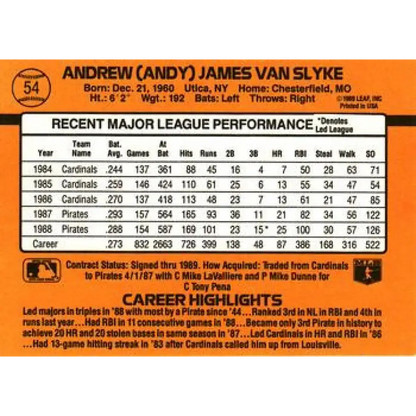 54
ANDREW (ANDY) JAMES VAN SLYKE
Born: Dec. 21, 1960 Utica, NY Home: Chesterfield, MO
Ht.: 6'2" Wgt.: 192 Bats: Left Throws: Right
©1989 LEAF, INC
Printed in USA
RECENT MAJOR LEAGUE PERFORMANCE *Denotes Led League
Year Team Name Bat. Avg. Games At Bat Hits Runs 2B 3B HR RBI Steal Walk SO
1984 Cardinals .244 137 361 88 45 16 4 7 50 28 63 71
1985 Cardinals .259 146 424 110 61 25 6 13 55 34 47 54
1986 Cardinals .270 137 418 113 48 23 7 13 61 21 47 85
1987 Pirates .293 157 564 165 93 36 11 21 82 34 56 122
1988 Pirates .288 154 587 169 101 23 15* 25 100 30 57 126
Career .273 832 2663 726 399 138 48 87 399 168 316 522
Contract Status: Signed thru 1989. How Acquired: Traded from Cardinals
to Pirates 4/1/87 with C Mike LaValliere and P Mike Dunne for
C Tony Pena
CAREER HIGHLIGHTS
Led majors in triples in '88 with most by a Pirate since '44...Ranked 3rd in NL in RBI and 4th in
runs last year...Had RBI in 11 consecutive games in '88...Became only 3rd Pirate in history to
achieve 20 HR and 20 stolen bases in same season in '87...Led Cardinals in HR and RBI in '86...
Had 13-game hitting streak in '83 after Cardinals called him up from Louisville.